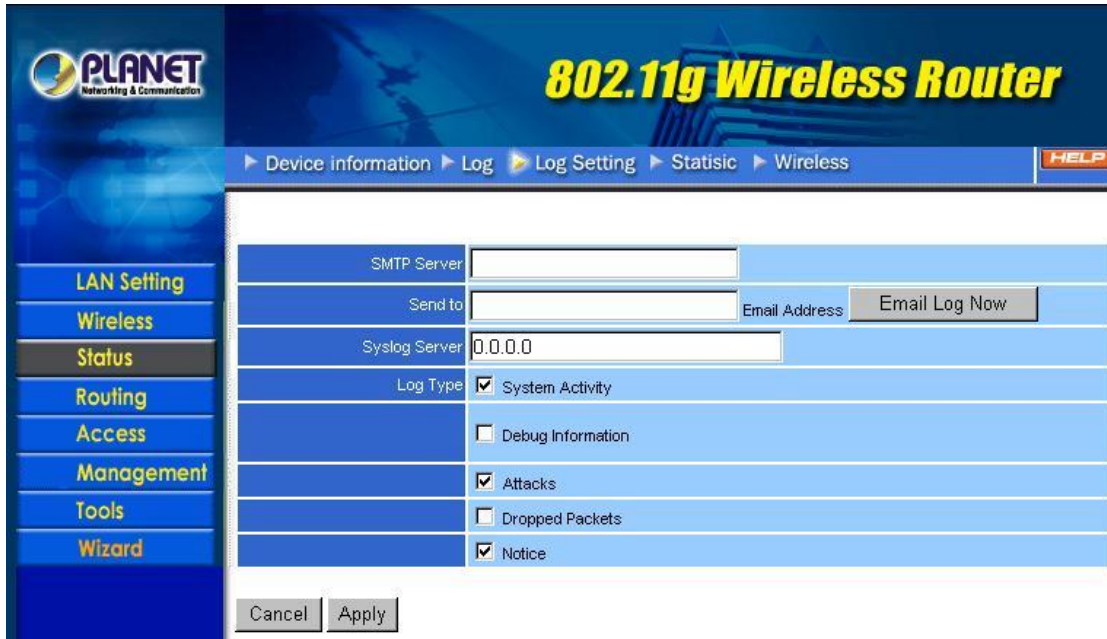 PLANET
Networking & Communication
802.11g Wireless Router
Device information Log Log Setting Statisic Wireless
HELP
LAN Setting
Wireless
Status
Routing
Access
Management
Tools
Wizard
SMTP Server
Send to Email Address Email Log Now
Syslog Server 0.0.0.0
Log Type System Activity
Debug Information
Attacks
Dropped Packets
Notice
Cancel Apply